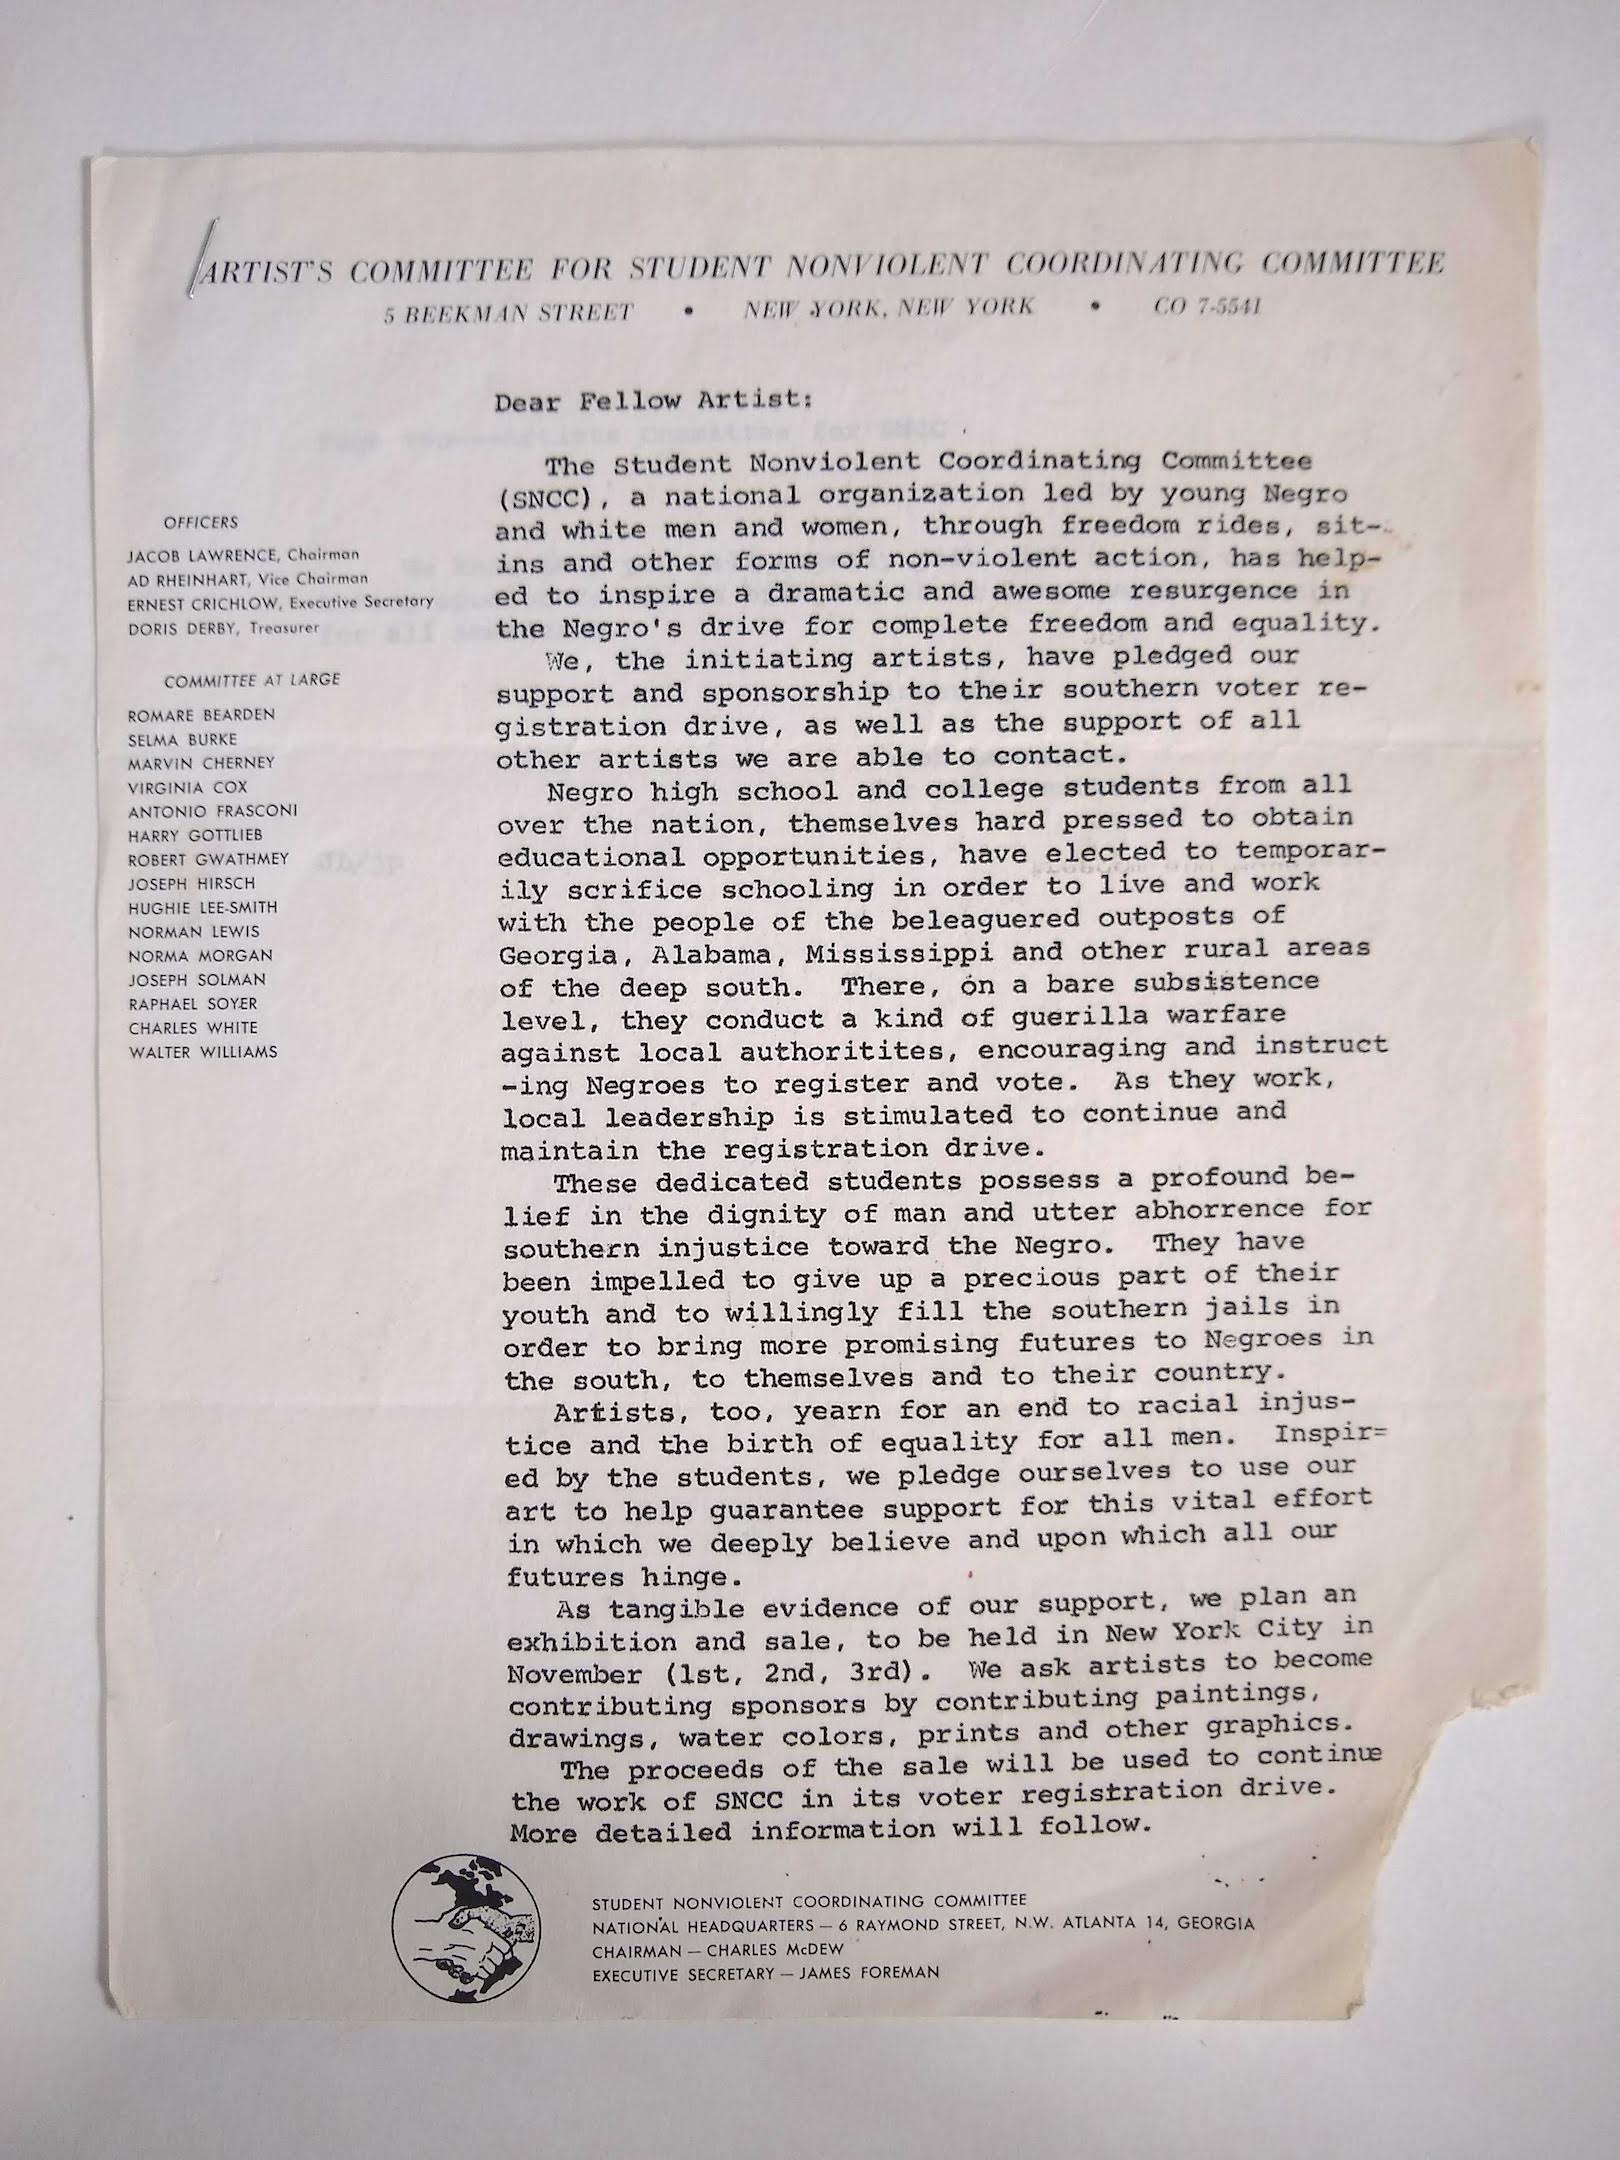 ARTIST'S COMMITTEE FOR STUDENT NONVIOLENT COORDINATING COMMITTEE
5 BEEKMAN STREET • NEW YORK, NEW YORK • CO 7-5541
OFFICERS
JACOB LAWRENCE, Chairman
AD RHEINHART, Vice Chairman
ERNEST CRICHLOW, Executive Secretary
DORIS DERBY, Treasurer
COMMITTEE AT LARGE
ROMARE BEARDEN
SELMA BURKE
MARVIN CHERNEY
VIRGINIA COX
ANTONIO FRASCONI
HARRY GOTTLIEB
ROBERT GWATHMEY
JOSEPH HIRSCH
HUGHIE LEE-SMITH
NORMAN LEWIS
NORMA MORGAN
JOSEPH SOLMAN
RAPHAEL SOYER
CHARLES WHITE
WALTER WILLIAMS
Dear Fellow Artist:
The Student Nonviolent Coordinating Committee
(SNCC), a national organization led by young Negro
and white men and women, through freedom rides, sit-
ins and other forms of non-violent action, has help-
ed to inspire a dramatic and awesome resurgence in
the Negro's drive for complete freedom and equality.
We, the initiating artists, have pledged our
support and sponsorship to their southern voter re-
gistration drive, as well as the support of all
other artists we are able to contact.
Negro high school and college students from all
over the nation, themselves hard pressed to obtain
educational opportunities, have elected to temporar-
ily scrifice schooling in order to live and work
with the people of the beleaguered outposts of
Georgia, Alabama, Mississippi and other rural areas
of the deep south. There, on a bare subsistence
level, they conduct a kind of guerilla warfare
against local authoritites, encouraging and instruct
-ing Negroes to register and vote. As they work,
local leadership is stimulated to continue and
maintain the registration drive.
These dedicated students possess a profound be-
lief in the dignity of man and utter abhorrence for
southern injustice toward the Negro. They have
been impelled to give up a precious part of their
youth and to willingly fill the southern jails in
order to bring more promising futures to Negroes in
the south, to themselves and to their country.
Artists, too, yearn for an end to racial injus-
tice and the birth of equality for all men. Inspir=
ed by the students, we pledge ourselves to use our
art to help guarantee support for this vital effort
in which we deeply believe and upon which all our
futures hinge.
As tangible evidence of our support, we plan an
exhibition and sale, to be held in New York City in
November (1st, 2nd, 3rd). We ask artists to become
contributing sponsors by contributing paintings,
drawings, water colors, prints and other graphics.
The proceeds of the sale will be used to continue
the work of SNCC in its voter registration drive.
More detailed information will follow.
STUDENT NONVIOLENT COORDINATING COMMITTEE
NATIONAL HEADQUARTERS — 6 RAYMOND STREET, N.W. ATLANTA 14, GEORGIA
CHAIRMAN — CHARLES McDEW
EXECUTIVE SECRETARY — JAMES FOREMAN